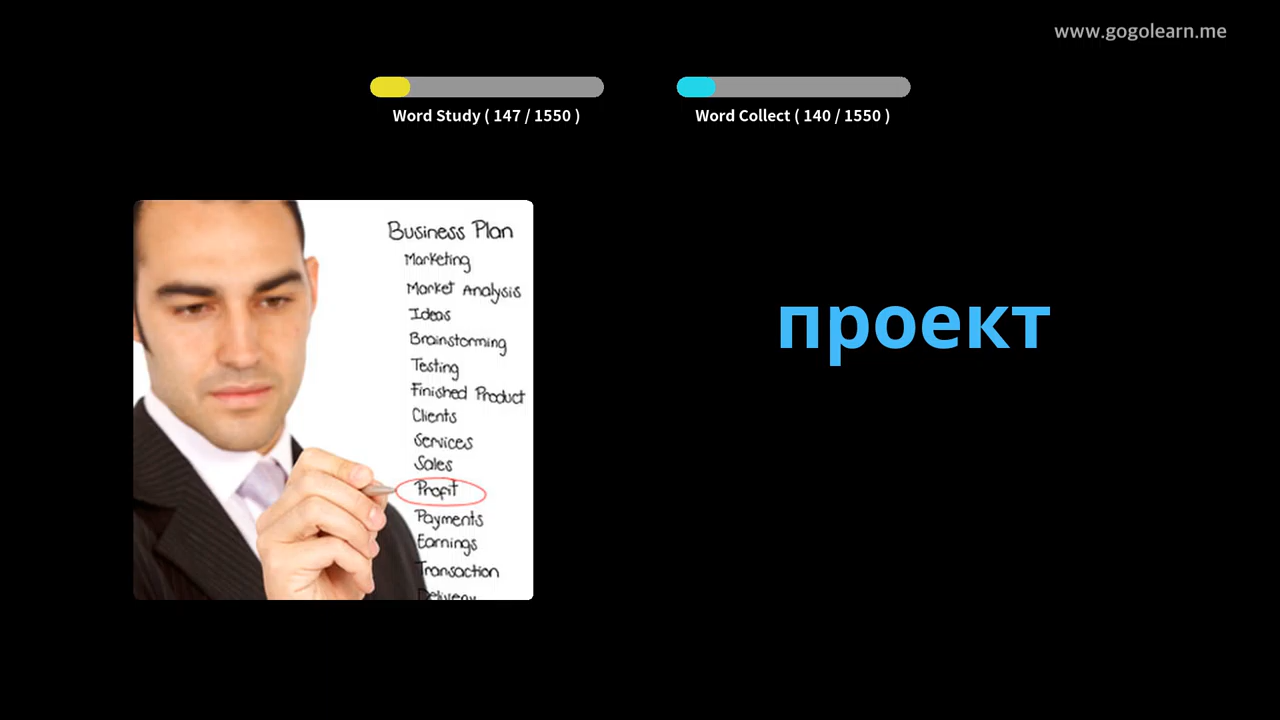 www.gogolearn.me
Word Study ( 147 / 1550 )
Word Collect ( 140 / 1550 )
Business Plan
Marketing
Market Analysis
Ideas
Brainstorming
Testing
Finished Product
Clients
Services
Sales
Profit
Payments
Earnings
Transaction
Delivery
проект